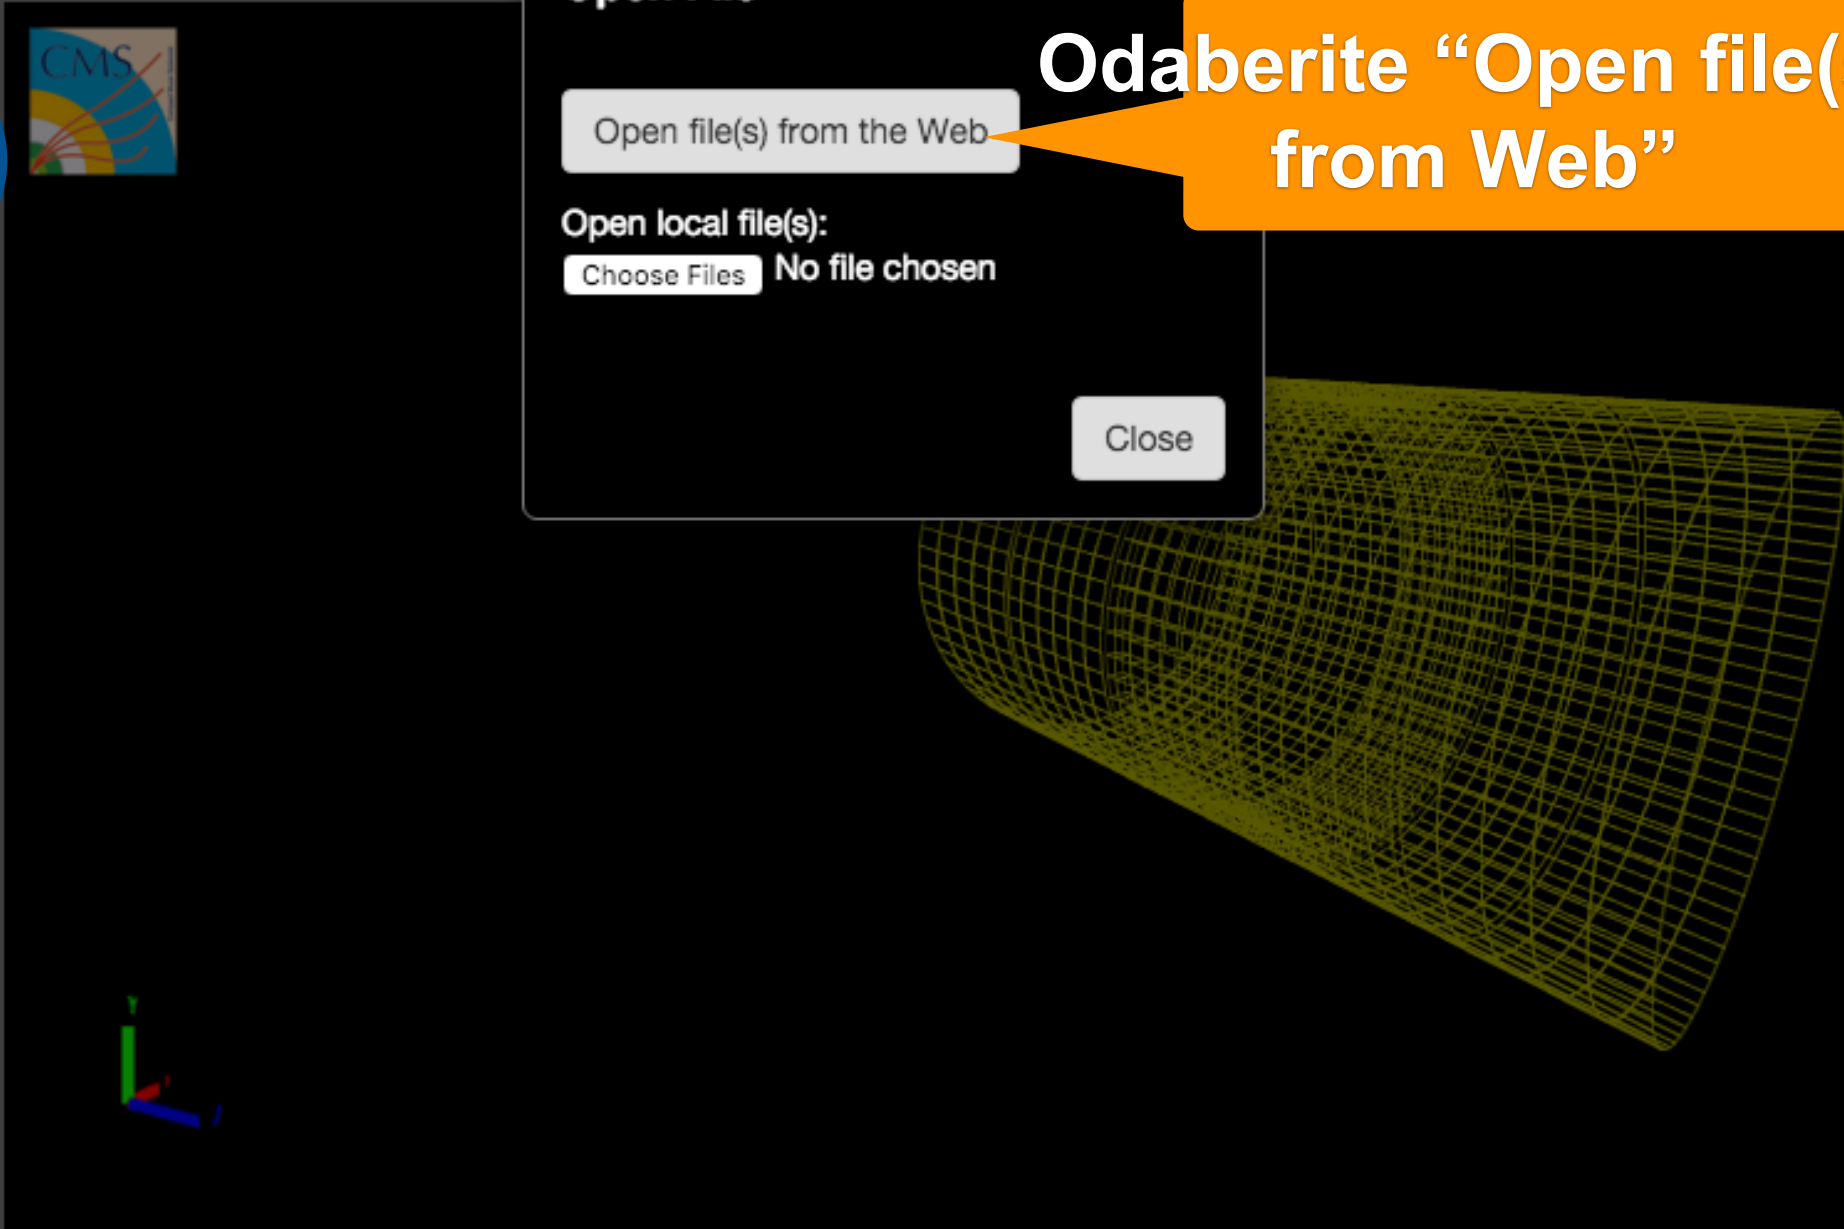 CMS
Odaberite “Open file(
from Web”
Open file(s) from the Web
Open local file(s):
Choose Files No file chosen
Close
Y